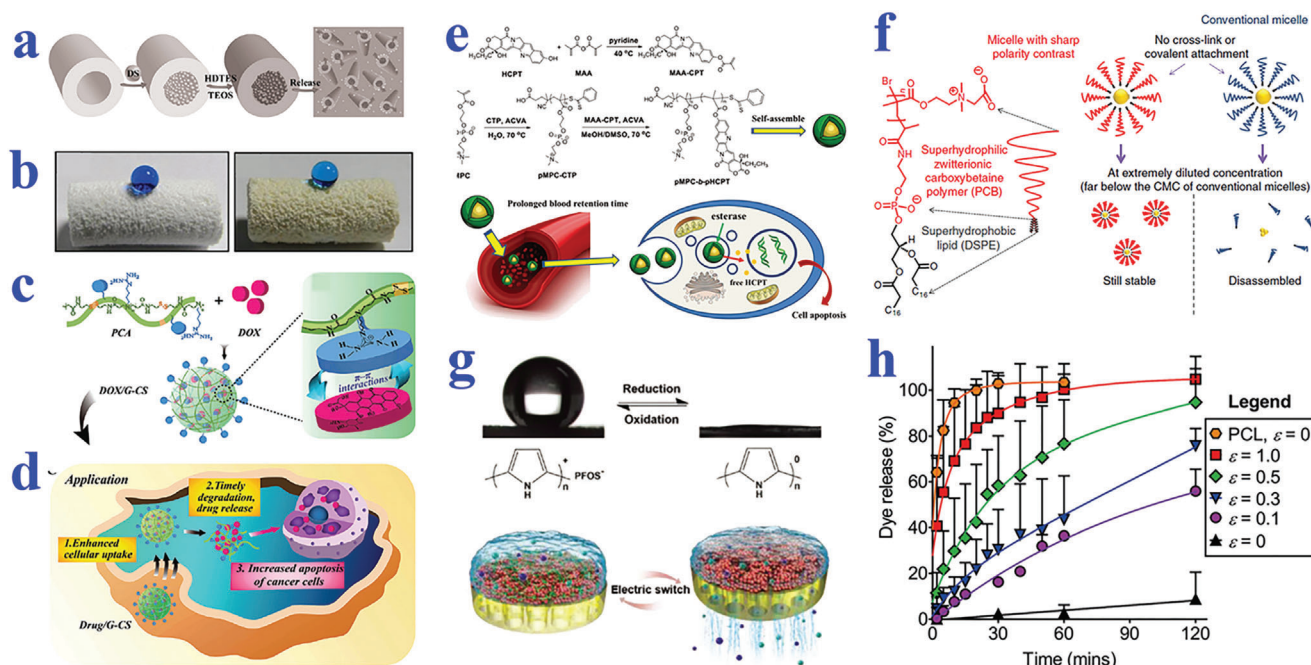 a
DS
HDTES
TEOS
Release
b
c
PCA
+
DOX
DOX/G-CS
π-π,
interactions
d
Application
1.Enhanced
cellular uptake
2.Timely
degradation,
drug release
3. Increased apoptosis
of cancer cells
Drug/G-CS
e
HCPT
+
MAA
pyridine
40 °C
MAA-CPT
CTP, ACVA
H₂O, 70 °C
pMPC-CTP
MAA-CPT, ACVA
MeOH/DMSO, 70 °C
pMPC-b-pHCPT
Self-assemble
Prolonged blood retention time
esterase
free HCPT
Cell apoptosis
f
Conventional micelle
Micelle with sharp
polarity contrast
No cross-link or
covalent attachment
Superhydrophilic
zwitterionic
carboxybetaine
polymer (PCB)
Superhydrophobic
lipid (DSPE)
At extremely diluted concentration
(far below the CMC of conventional micelles)
Still stable
Disassembled
g
Reduction
Oxidation
PFOS⁻
Electric switch
h
Dye release (%)
100
80
60
40
20
0
0 30 60 90 120
Time (mins)
Legend
PCL, ε = 0
ε = 1.0
ε = 0.5
ε = 0.3
ε = 0.1
ε = 0